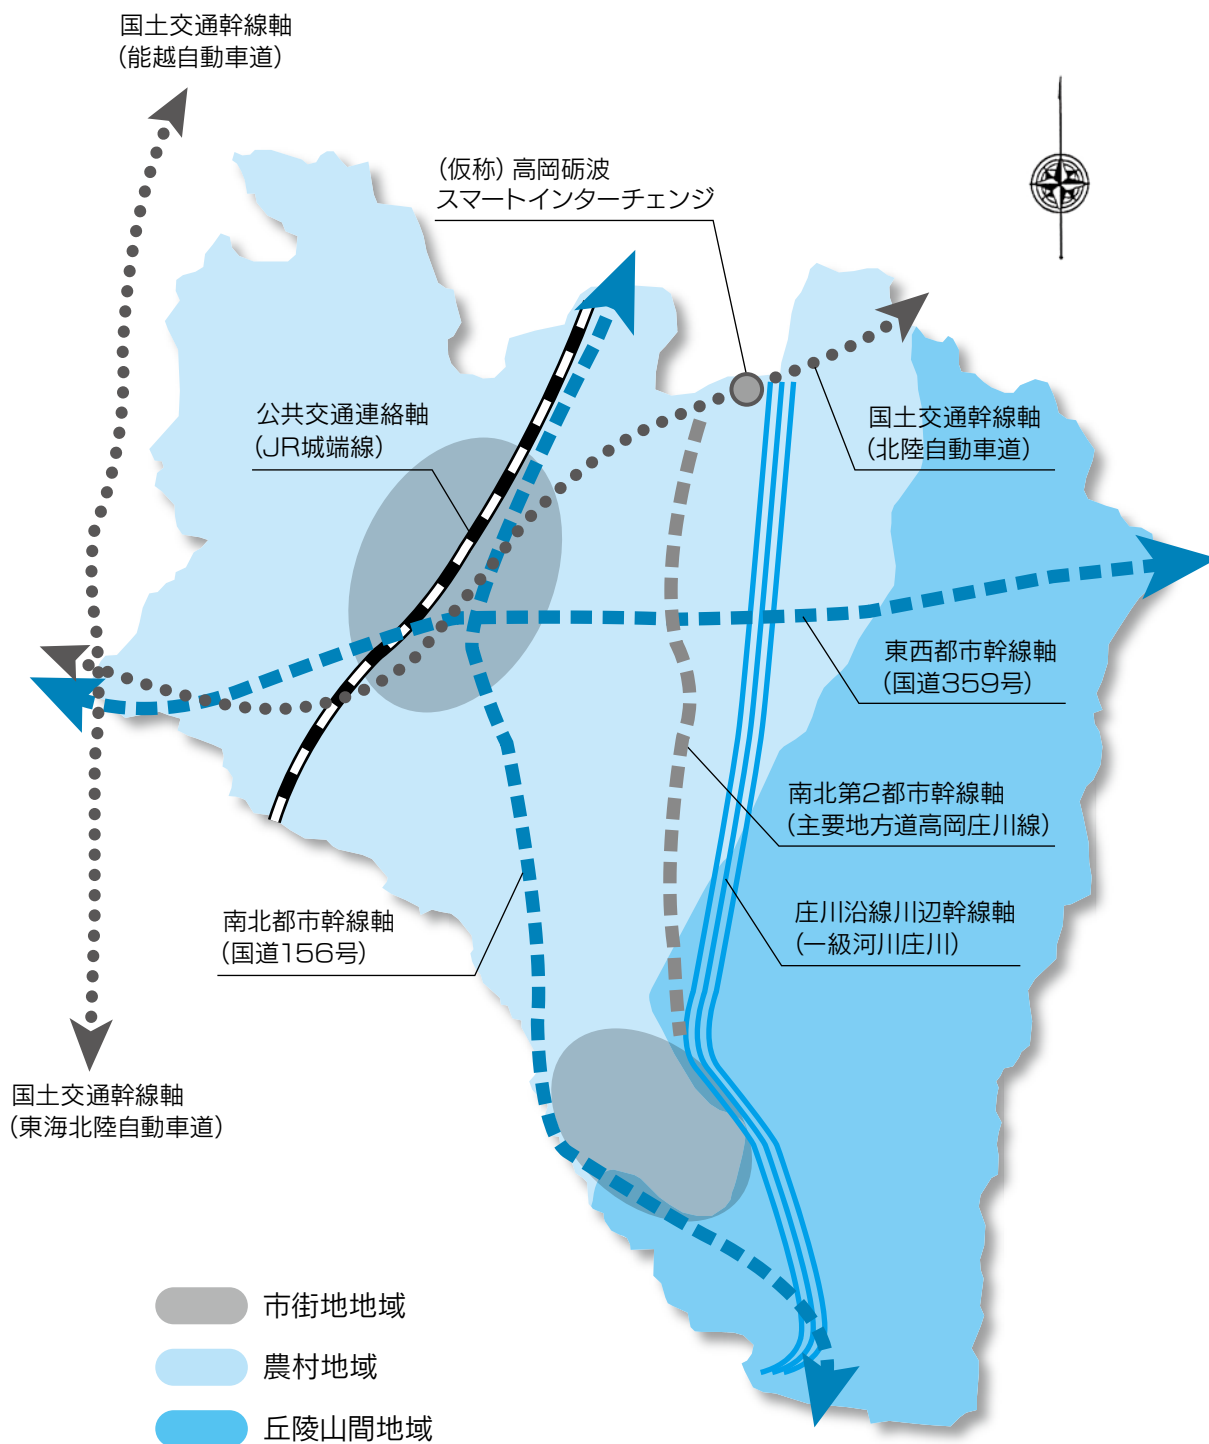 国土交通幹線軸
(能越自動車道)
(仮称) 高岡砺波
スマートインターチェンジ
公共交通連絡軸
(JR城端線)
国土交通幹線軸
(北陸自動車道)
東西都市幹線軸
(国道359号)
南北第2都市幹線軸
(主要地方道高岡庄川線)
庄川沿線川辺幹線軸
(一級河川庄川)
南北都市幹線軸
(国道156号)
国土交通幹線軸
(東海北陸自動車道)
市街地地域
農村地域
丘陵山間地域